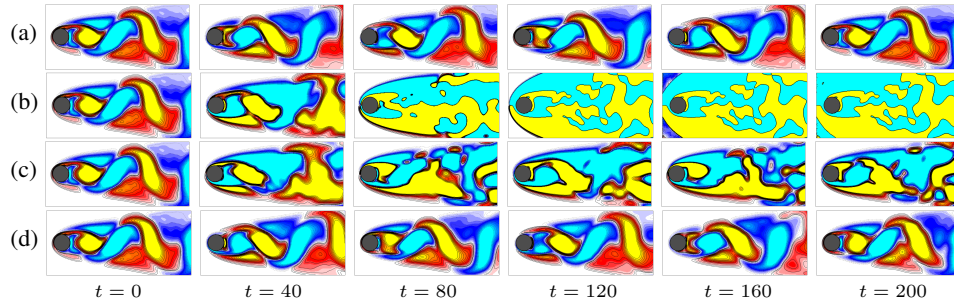 (a)
(b)
(c)
(d)
t = 0 t = 40 t = 80 t = 120 t = 160 t = 200